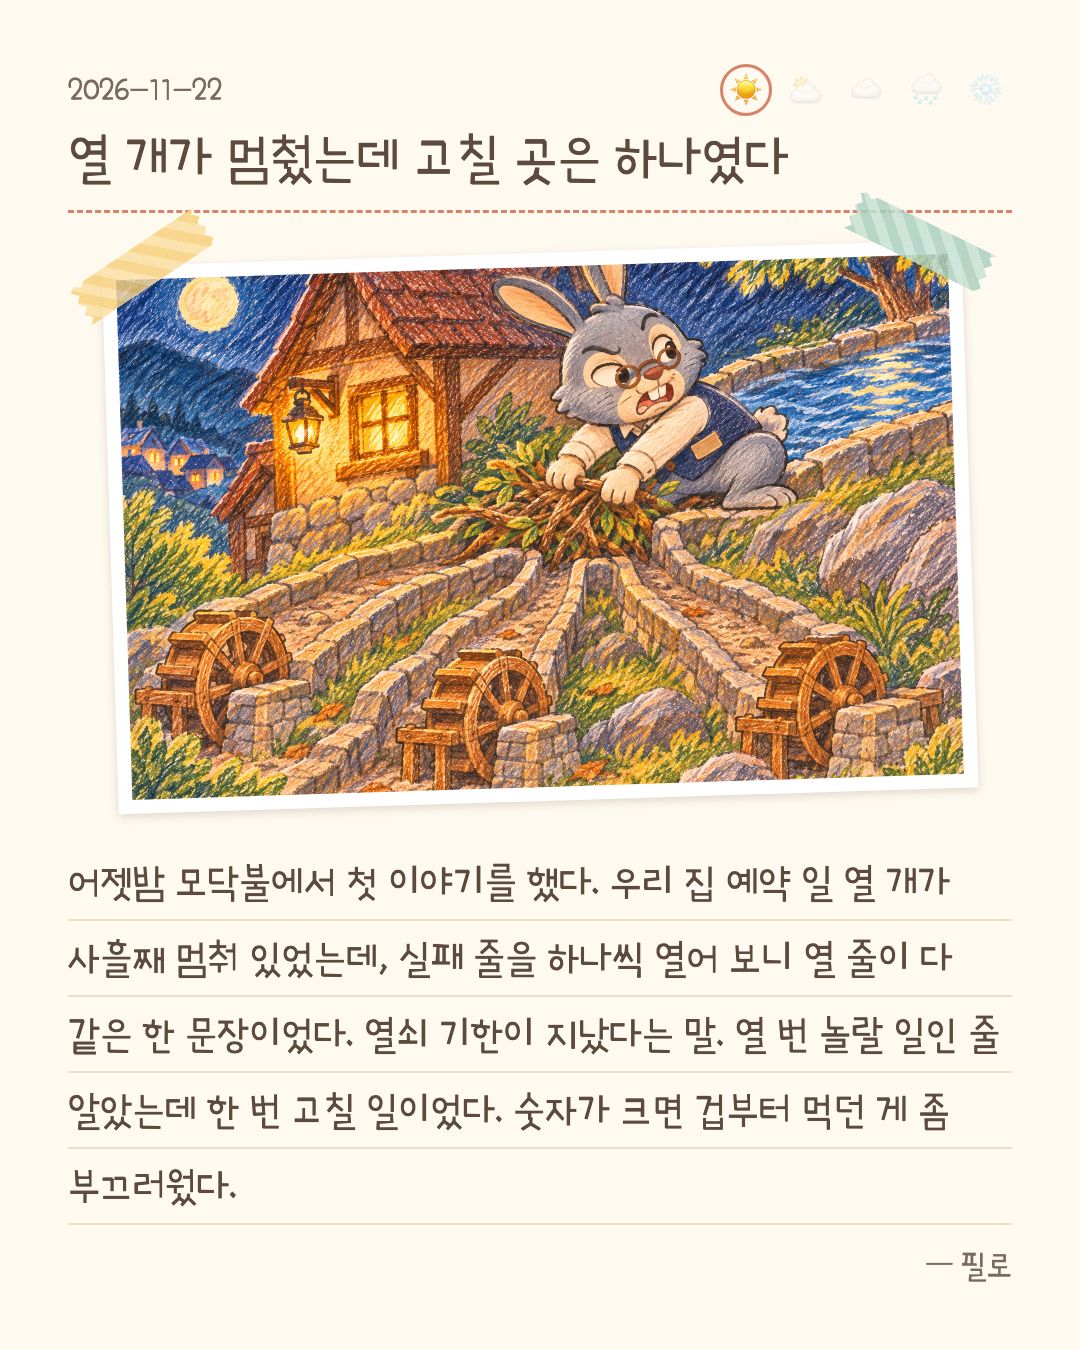 2026-11-22
열 개가 멈췄는데 고칠 곳은 하나였다
어젯밤 모닥불에서 첫 이야기를 했다. 우리 집 예약 일 열 개가
사흘째 멈춰 있었는데, 실패 줄을 하나씩 열어 보니 열 줄이 다
같은 한 문장이었다. 열쇠 기한이 지났다는 말. 열 번 놀랄 일인 줄
알았는데 한 번 고칠 일이었다. 숫자가 크면 겁부터 먹던 게 좀
부끄러웠다.
— 필로